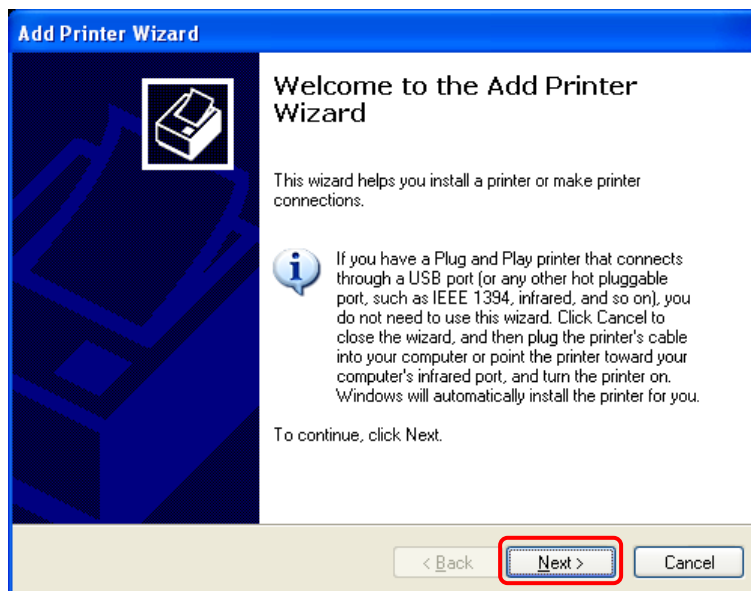 Add Printer Wizard
Welcome to the Add Printer
Wizard
This wizard helps you install a printer or make printer
connections.
If you have a Plug and Play printer that connects
through a USB port (or any other hot pluggable
port, such as IEEE 1394, infrared, and so on), you
do not need to use this wizard. Click Cancel to
close the wizard, and then plug the printer's cable
into your computer or point the printer toward your
computer's infrared port, and turn the printer on.
Windows will automatically install the printer for you.
To continue, click Next.
< Back Next > Cancel